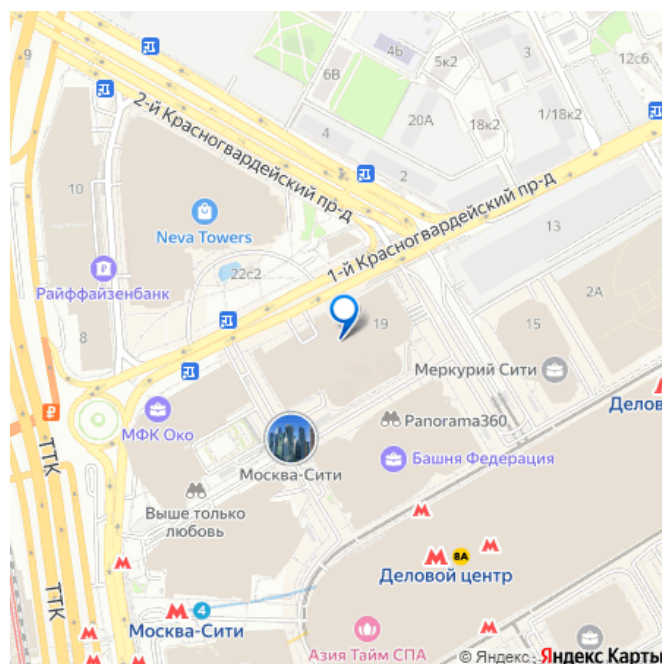 9
4Б
6В
5к2
3
12с6
20А
18к2
1/18к2
4
2
2-й Красногвардейский пр-д
10
Neva Towers
1-й Красногвардейский пр-д
13
22с2
Райффайзенбанк
2А
8
19
15
Меркурий Сити
Делов
МФК Око
Panorama360
Башня Федерация
Москва-Сити
Выше только
любовь
ТТК
8А
Деловой центр
ТТК
4
Москва-Сити
Азия Тайм СПА
© Яндекс Яндекс Карты